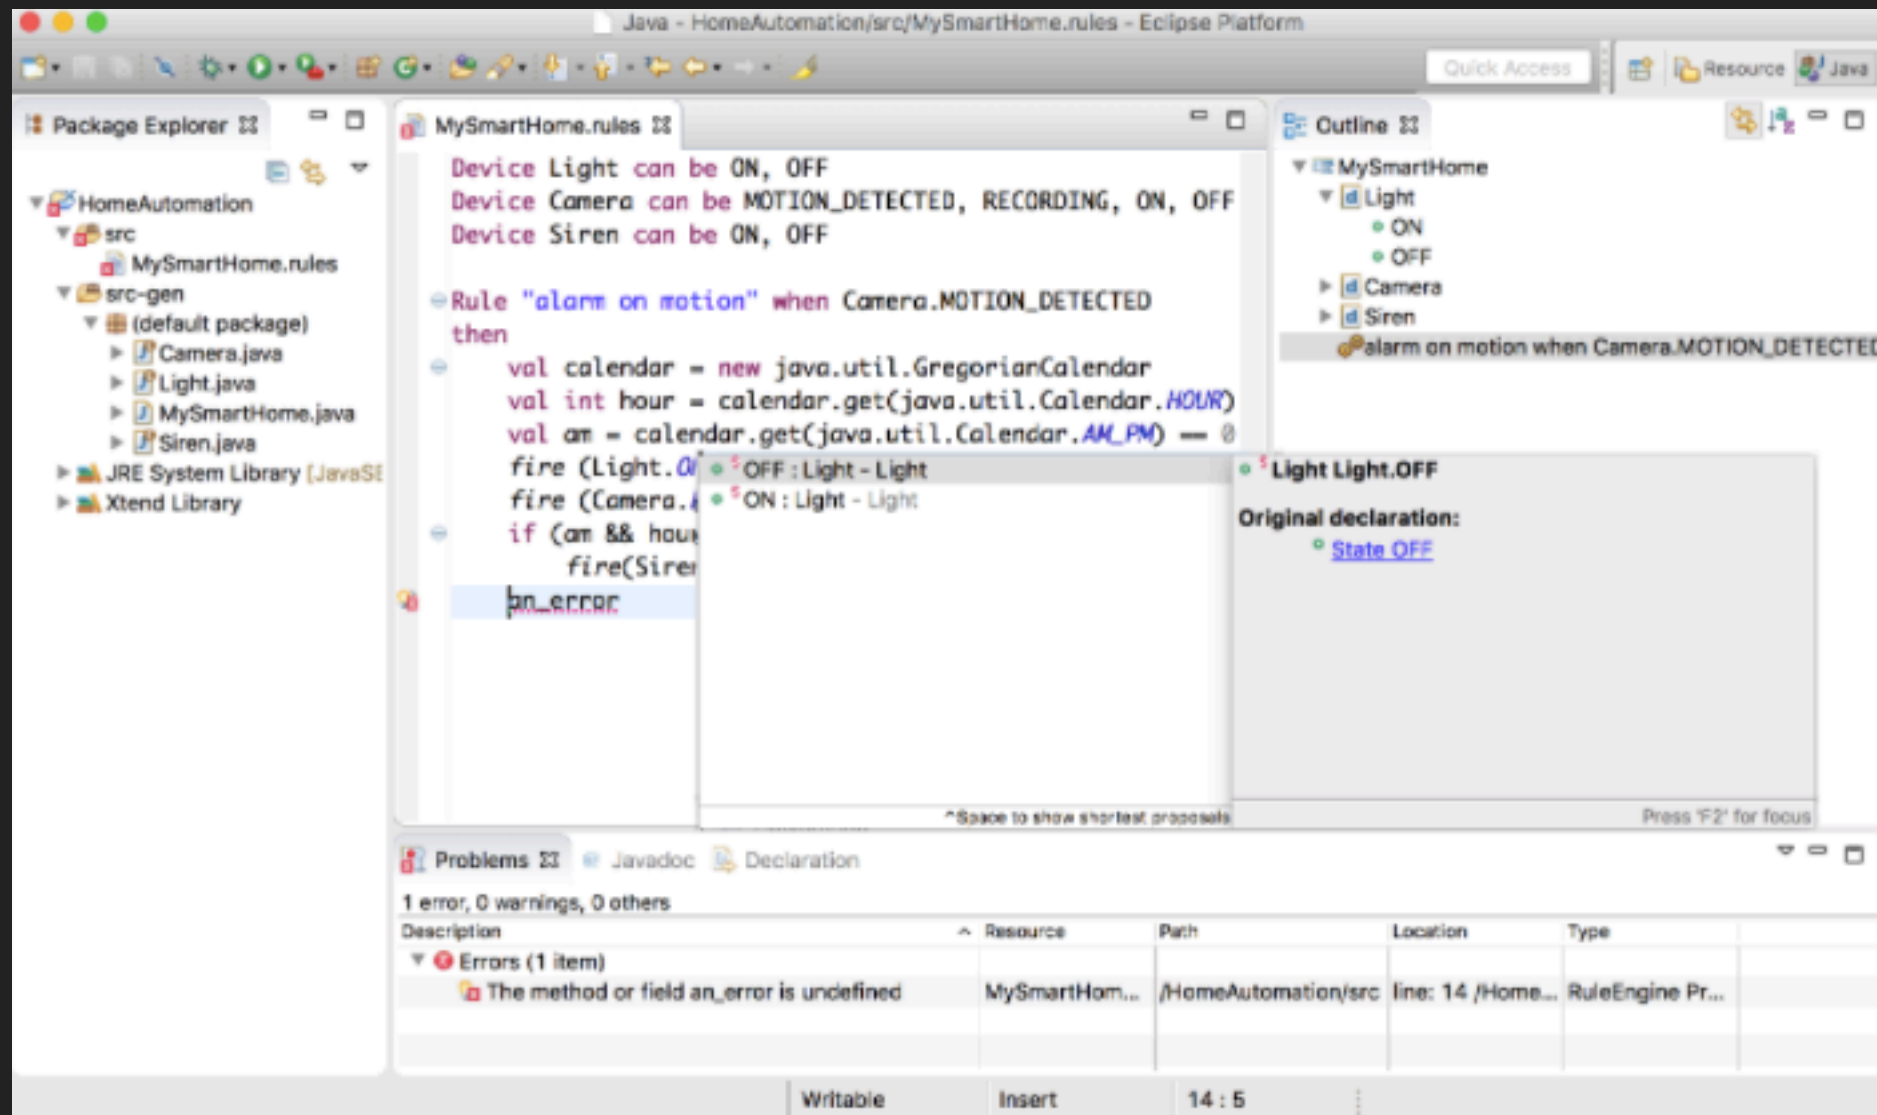 Java - HomeAutomation/src/MySmartHome.rules - Eclipse Platform
Quick Access
Resource
Java
Package Explorer
HomeAutomation
src
MySmartHome.rules
src-gen
(default package)
Camera.java
Light.java
MySmartHome.java
Siren.java
JRE System Library [JavaSE
Xtend Library
MySmartHome.rules
Device Light can be ON, OFF
Device Camera can be MOTION_DETECTED, RECORDING, ON, OFF
Device Siren can be ON, OFF
Rule "alarm on motion" when Camera.MOTION_DETECTED
then
val calendar = new java.util.GregorianCalendar
val int hour = calendar.get(java.util.Calendar.HOUR)
val am = calendar.get(java.util.Calendar.AM_PM) == 0
fire (Light.
fire (Camera.
if (am && hour
fire(Siren
an_error
OFF : Light - Light
ON : Light - Light
^Space to show shortest proposals
Light Light.OFF
Original declaration:
State OFF
Press 'F2' for focus
Outline
MySmartHome
Light
ON
OFF
Camera
Siren
alarm on motion when Camera.MOTION_DETECTED
Problems Javadoc Declaration
1 error, 0 warnings, 0 others
Description Resource Path Location Type
Errors (1 item)
The method or field an_error is undefined MySmartHom... /HomeAutomation/src line: 14 /Home... RuleEngine Pr...
Writable Insert 14 : 5